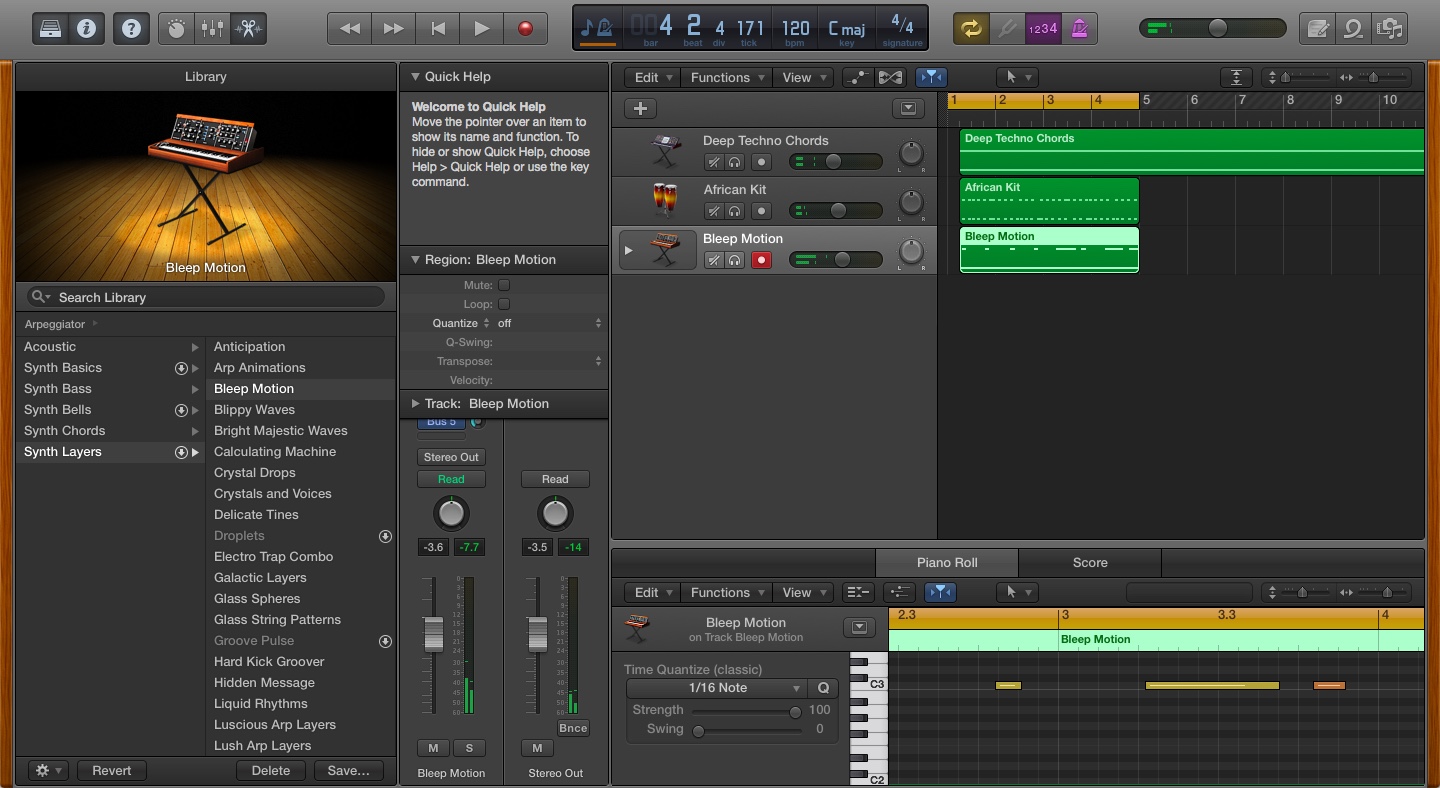 004 2 4 171 120 C maj 4/4
bar beat div tick bpm key signature
1234
Library
Bleep Motion
Search Library
Arpeggiator
Acoustic
Synth Basics
Synth Bass
Synth Bells
Synth Chords
Synth Layers
Anticipation
Arp Animations
Bleep Motion
Blippy Waves
Bright Majestic Waves
Calculating Machine
Crystal Drops
Crystals and Voices
Delicate Tines
Droplets
Electro Trap Combo
Galactic Layers
Glass Spheres
Glass String Patterns
Groove Pulse
Hard Kick Groover
Hidden Message
Liquid Rhythms
Luscious Arp Layers
Lush Arp Layers
Revert Delete Save...
Quick Help
Welcome to Quick Help
Move the pointer over an item to
show its name and function. To
hide or show Quick Help, choose
Help > Quick Help or use the key
command.
Region: Bleep Motion
Mute:
Loop:
Quantize off
Q-Swing:
Transpose:
Velocity:
Track: Bleep Motion
Bus 5
Stereo Out
Read Read
-3.6 -7.7 -3.5 -14
Bnce
M S M
Bleep Motion Stereo Out
Edit Functions View
1 2 3 4 5 6 7 8 9 10
Deep Techno Chords
L R
African Kit
L R
Bleep Motion
L R
Deep Techno Chords
African Kit
Bleep Motion
Piano Roll Score
Edit Functions View
Bleep Motion
on Track Bleep Motion
2.3 3 3.3 4
Bleep Motion
Time Quantize (classic)
1/16 Note Q
Strength 100
Swing 0
C3
C2